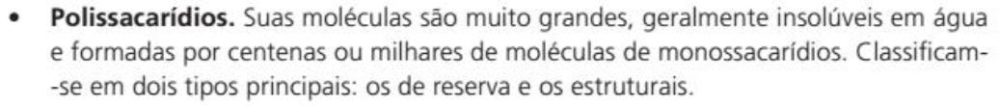 • Polissacarídios. Suas moléculas são muito grandes, geralmente insolúveis em água
e formadas por centenas ou milhares de moléculas de monossacarídios. Classificam-
-se em dois tipos principais: os de reserva e os estruturais.